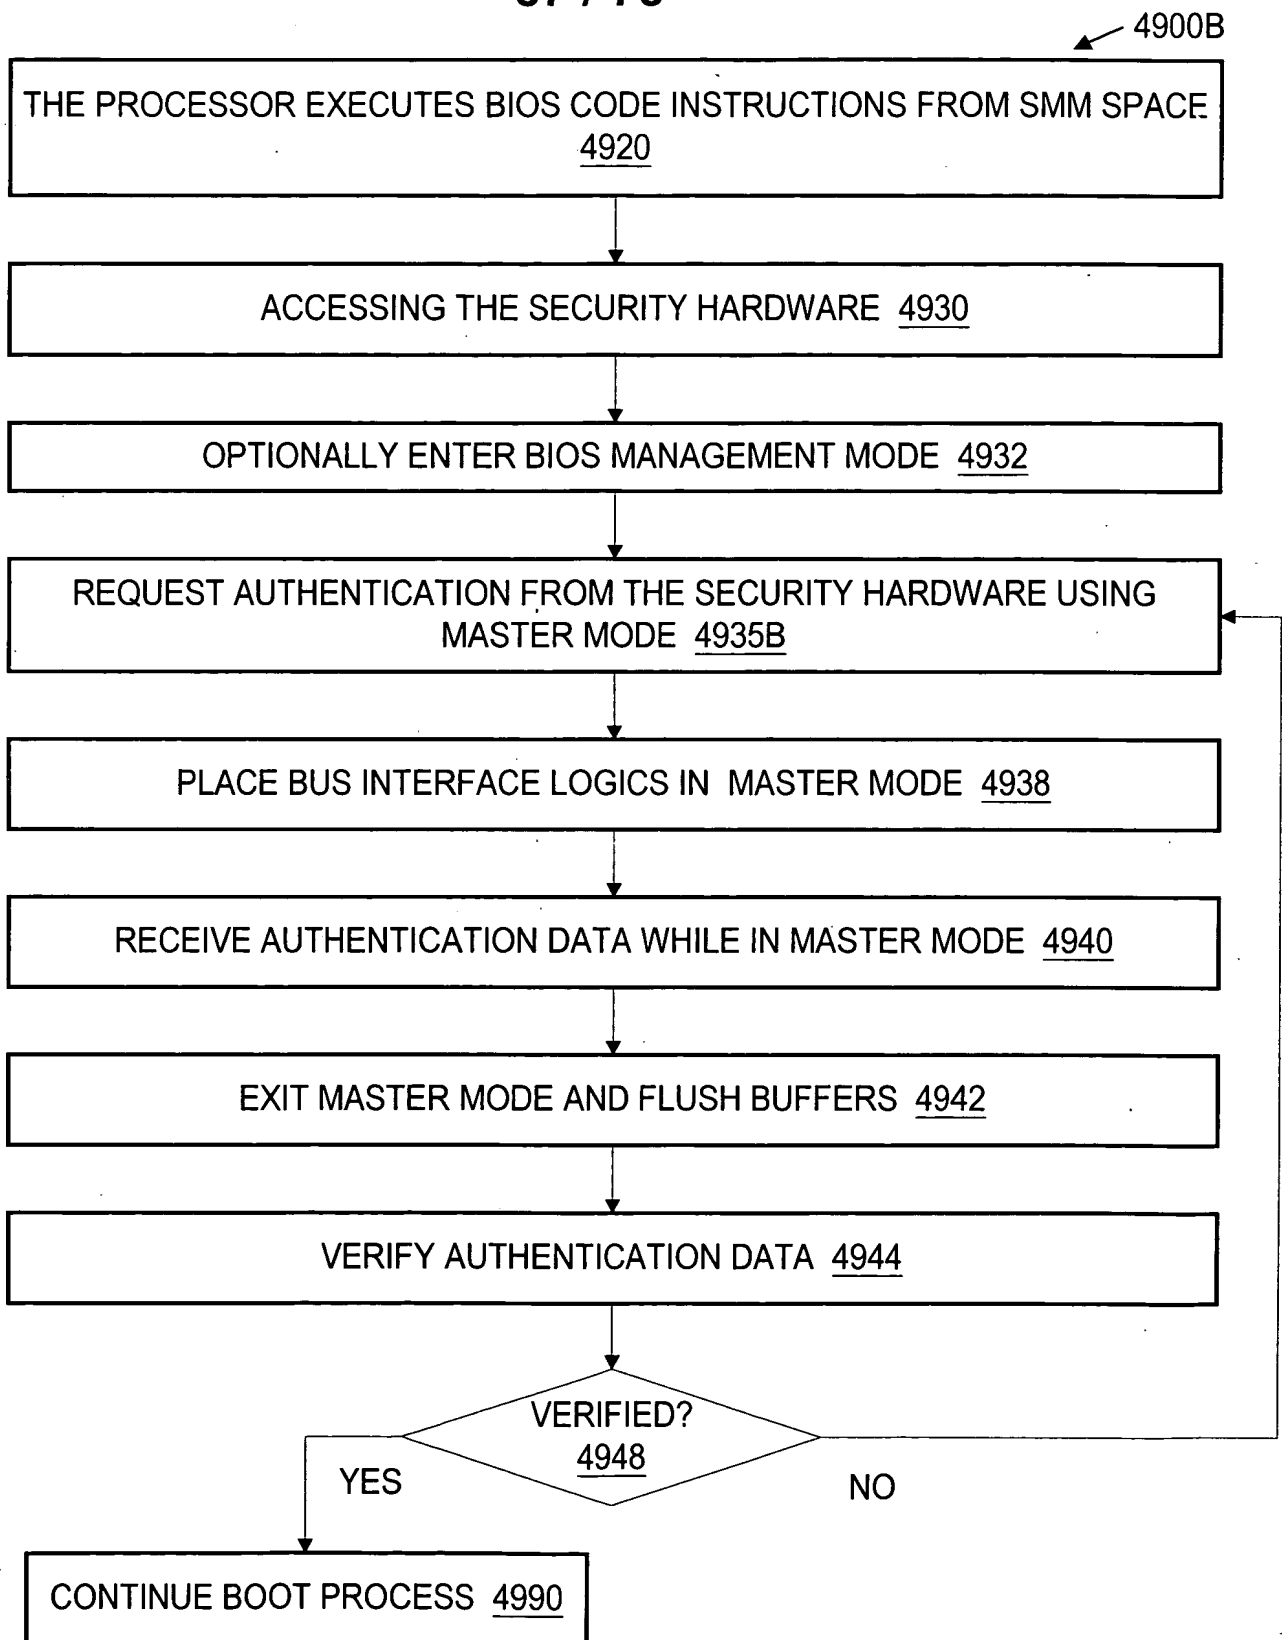 4900B
THE PROCESSOR EXECUTES BIOS CODE INSTRUCTIONS FROM SMM SPACE
4920
ACCESSING THE SECURITY HARDWARE 4930
OPTIONALLY ENTER BIOS MANAGEMENT MODE 4932
REQUEST AUTHENTICATION FROM THE SECURITY HARDWARE USING
MASTER MODE 4935B
PLACE BUS INTERFACE LOGICS IN MASTER MODE 4938
RECEIVE AUTHENTICATION DATA WHILE IN MASTER MODE 4940
EXIT MASTER MODE AND FLUSH BUFFERS 4942
VERIFY AUTHENTICATION DATA 4944
VERIFIED?
4948
YES
NO
CONTINUE BOOT PROCESS 4990